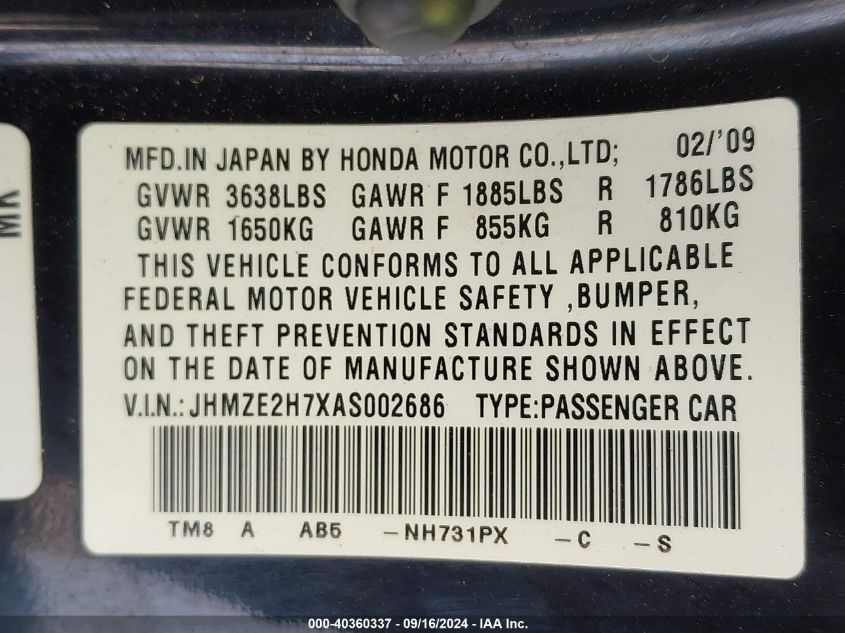 MFD.IN JAPAN BY HONDA MOTOR CO.,LTD; 02/'09
GVWR 3638LBS GAWR F 1885LBS R 1786LBS
GVWR 1650KG GAWR F 855KG R 810KG
THIS VEHICLE CONFORMS TO ALL APPLICABLE
FEDERAL MOTOR VEHICLE SAFETY ,BUMPER,
AND THEFT PREVENTION STANDARDS IN EFFECT
ON THE DATE OF MANUFACTURE SHOWN ABOVE.
V.I.N.: JHMZE2H7XAS002686 TYPE:PASSENGER CAR
TM8 A AB5 -NH731PX -C -S
MK
000-40360337 - 09/16/2024 - IAA Inc.